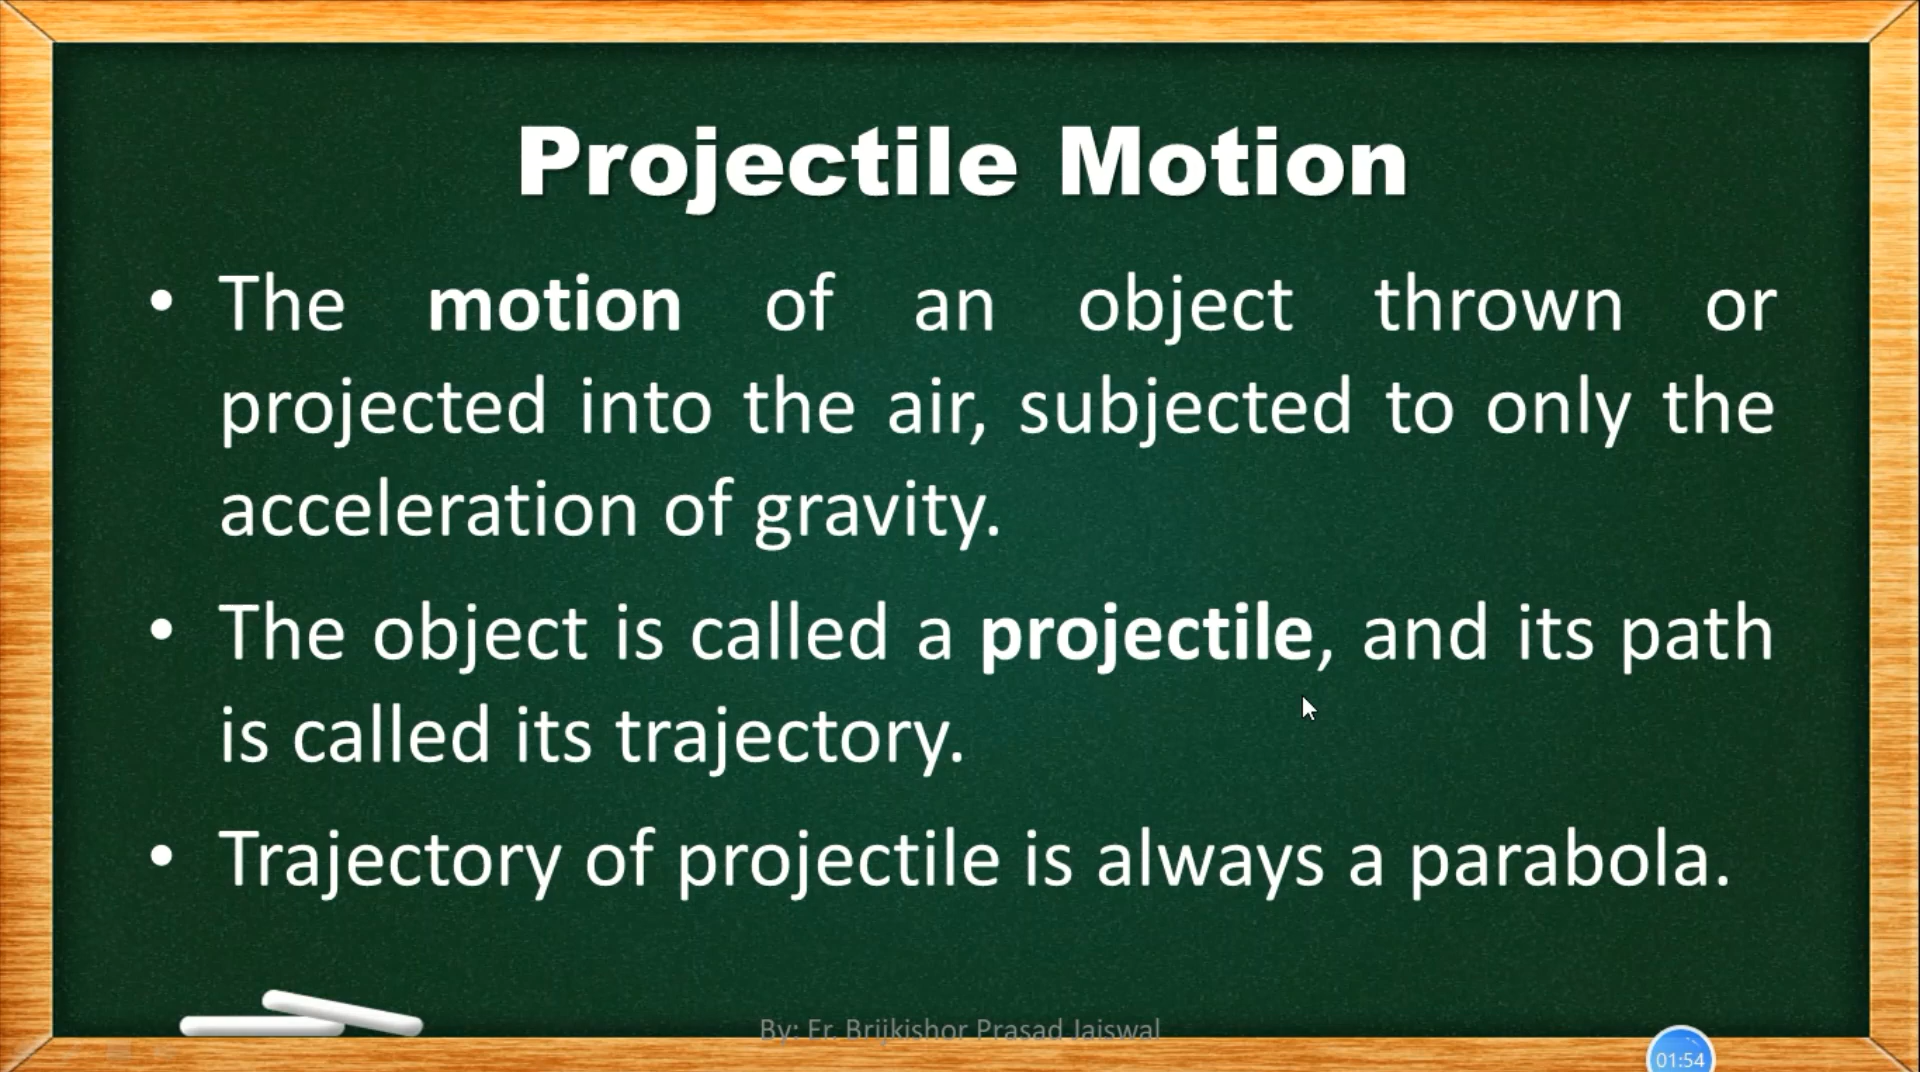 Projectile Motion
• The motion of an object thrown or
projected into the air, subjected to only the
acceleration of gravity.
• The object is called a projectile, and its path
is called its trajectory.
• Trajectory of projectile is always a parabola.
By: Er. Brijkishor Prasad Jaiswal
01:54